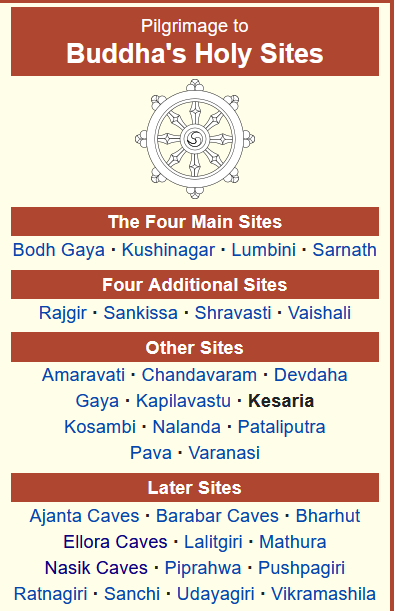 Pilgrimage to
Buddha's Holy Sites
The Four Main Sites
Bodh Gaya · Kushinagar · Lumbini · Sarnath
Four Additional Sites
Rajgir · Sankissa · Shravasti · Vaishali
Other Sites
Amaravati · Chandavaram · Devdaha
Gaya · Kapilavastu · Kesaria
Kosambi · Nalanda · Pataliputra
Pava · Varanasi
Later Sites
Ajanta Caves · Barabar Caves · Bharhut
Ellora Caves · Lalitgiri · Mathura
Nasik Caves · Piprahwa · Pushpagiri
Ratnagiri · Sanchi · Udayagiri · Vikramashila